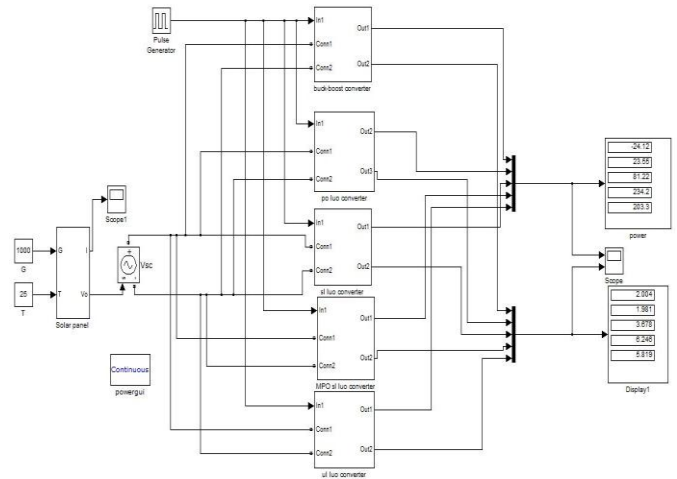 Pulse
Generator
In1
Conn1
Conn2
Out1
Out2
buck-boost converter
In1
Conn1
Conn2
Out2
Out3
po luo converter
In1
Conn1
Conn2
Out1
Out2
sl luo converter
In1
Conn1
Conn2
Out1
Out2
MPO sl luo converter
In1
Conn1
Conn2
Out1
Out2
ul luo converter
Scope1
1000
G
25
T
G
T
I
Vo
Solar panel
Vsc
Continuous
powergui
-24.12
23.65
81.22
234.2
203.3
power
Scope
2.004
1.981
3.678
6.246
5.819
Display1